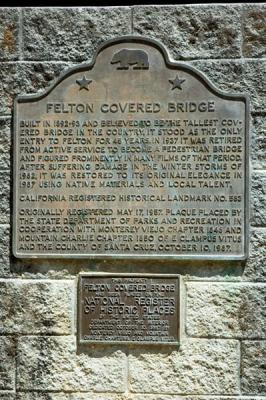 FELTON COVERED BRIDGE
BUILT IN 1892-93 AND BELIEVED TO BE THE TALLEST COV-
ERED BRIDGE IN THE COUNTRY, IT STOOD AS THE ONLY
ENTRY TO FELTON FOR 45 YEARS. IN 1937 IT WAS RETIRED
FROM ACTIVE SERVICE TO BECOME A PEDESTRIAN BRIDGE
AND FIGURED PROMINENTLY IN MANY FILMS OF THAT PERIOD.
AFTER SUFFERING DAMAGE IN THE WINTER STORMS OF
1982, IT WAS RESTORED TO ITS ORIGINAL ELEGANCE IN
1987 USING NATIVE MATERIALS AND LOCAL TALENT.
CALIFORNIA REGISTERED HISTORICAL LANDMARK NO. 583
ORIGINALLY REGISTERED MAY 17, 1957. PLAQUE PLACED BY
THE STATE DEPARTMENT OF PARKS AND RECREATION IN
COOPERATION WITH MONTEREY VIEJO CHAPTER 1846 AND
MOUNTAIN CHARLIE CHAPTER 1850 OF E CLAMPUS VITUS
AND THE COUNTY OF SANTA CRUZ, OCTOBER 10, 1987.
FELTON COVERED BRIDGE
NATIONAL REGISTER
OF HISTORIC PLACES